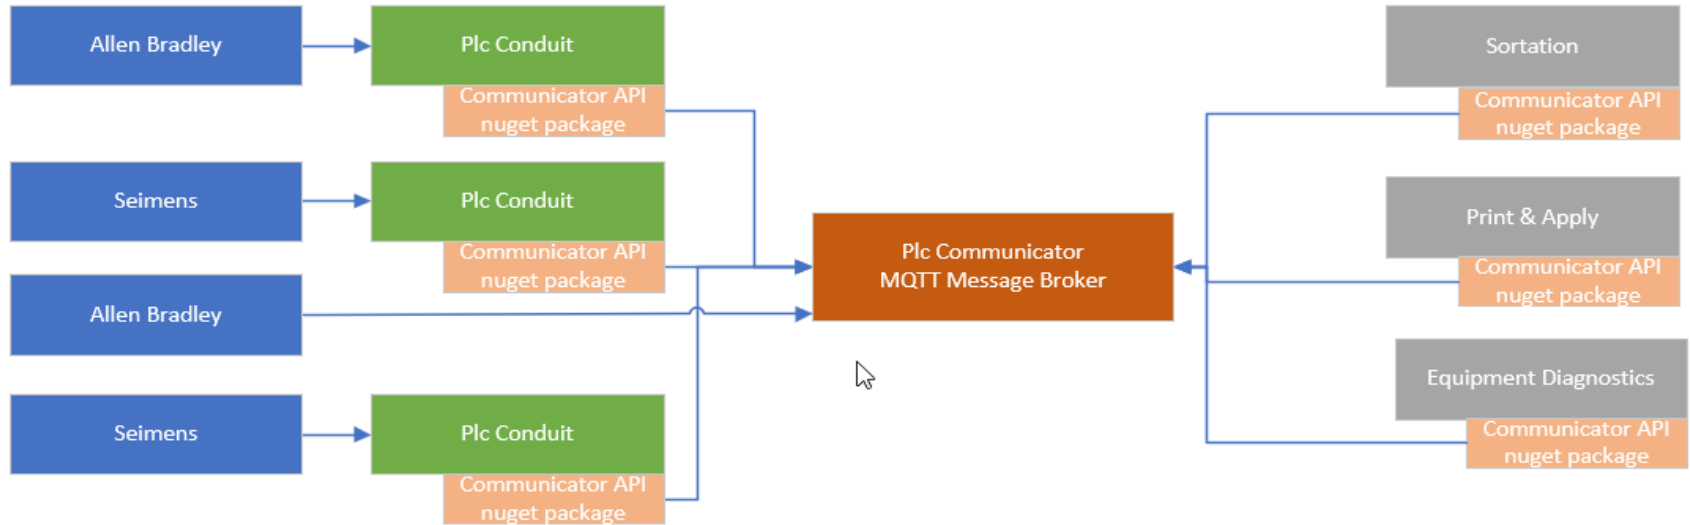 Allen Bradley
Plc Conduit
Communicator API
nuget package
Seimens
Plc Conduit
Communicator API
nuget package
Allen Bradley
Seimens
Plc Conduit
Communicator API
nuget package
Plc Communicator
MQTT Message Broker
Sortation
Communicator API
nuget package
Print & Apply
Communicator API
nuget package
Equipment Diagnostics
Communicator API
nuget package